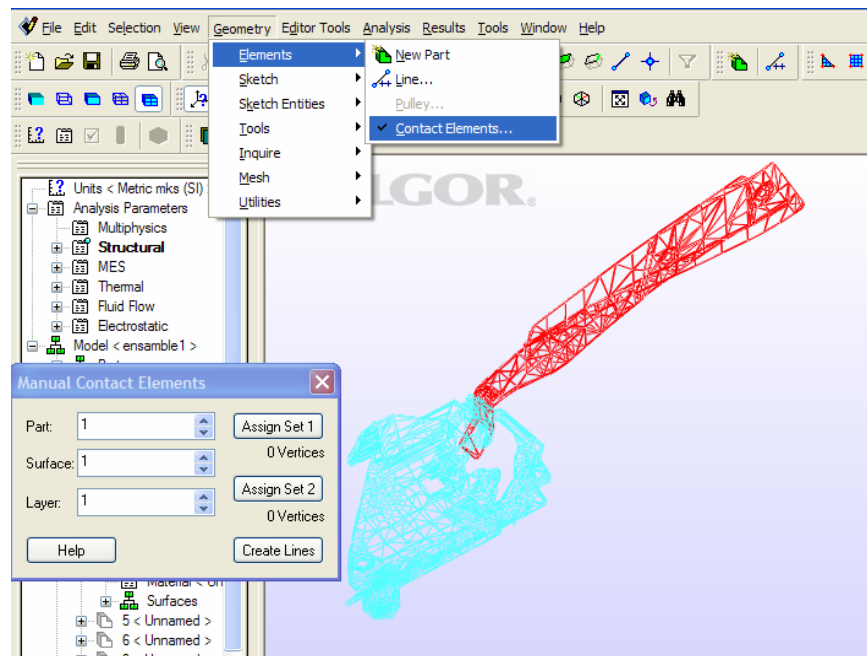 File Edit Selection View Geometry Editor Tools Analysis Results Tools Window Help
Elements
Sketch
Sketch Entities
Tools
Inquire
Mesh
Utilities
New Part
Line...
Pulley...
Contact Elements...
Units < Metric mks (SI)
Analysis Parameters
Multiphysics
Structural
MES
Thermal
Fluid Flow
Electrostatic
Model < ensamble1 >
LGOR®
Manual Contact Elements
Part: 1 Assign Set 1
0 Vertices
Surface: 1
Assign Set 2
Layer: 1
0 Vertices
Help Create Lines
Surfaces
5 < Unnamed >
6 < Unnamed >